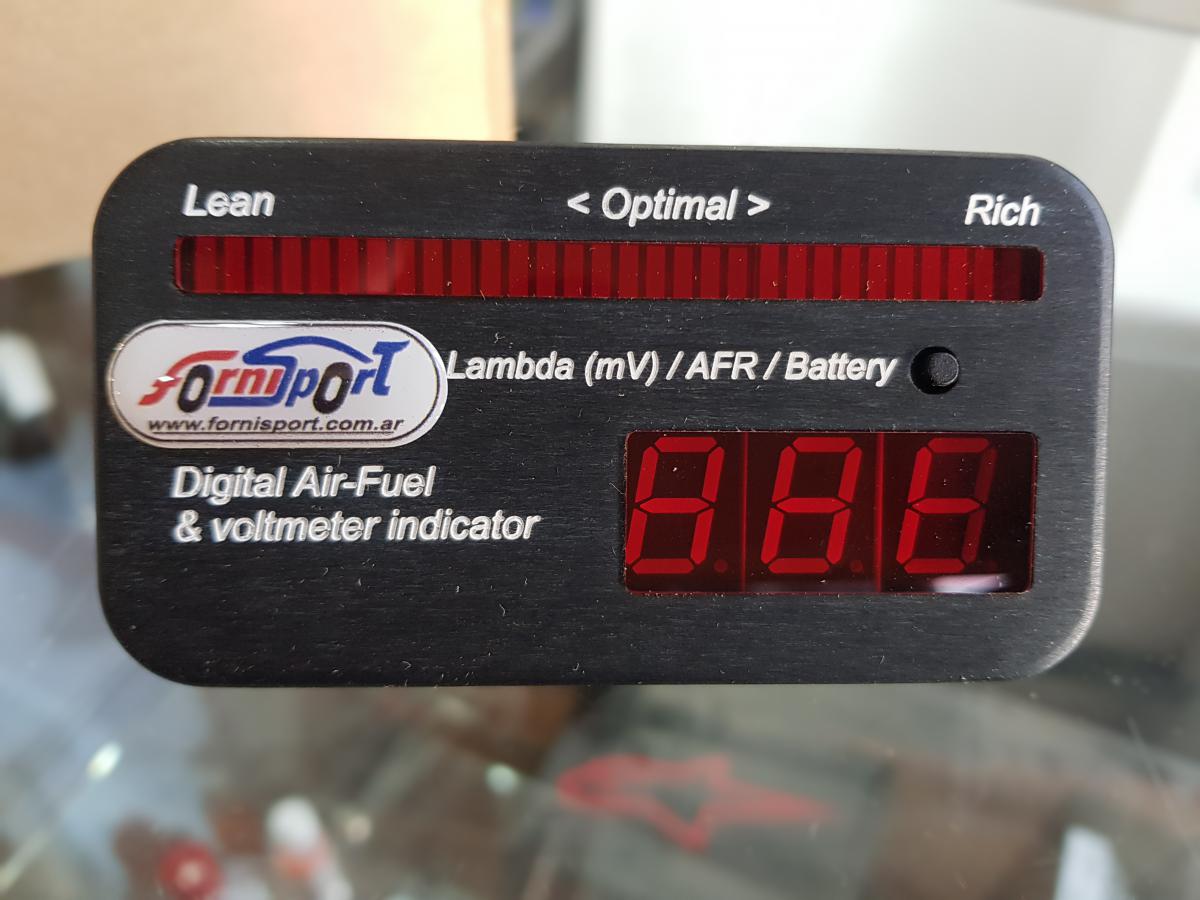 Lean < Optimal > Rich
Lambda (mV) / AFR / Battery
FORNISPORT
www.fornisport.com.ar
Digital Air-Fuel
& voltmeter indicator